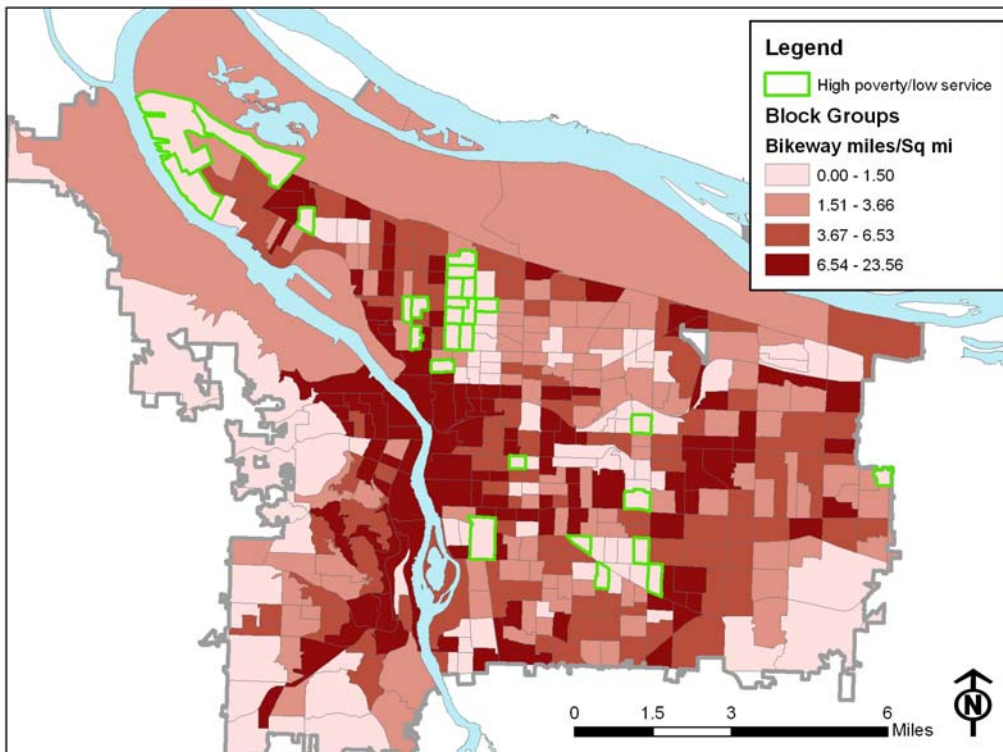 Legend
High poverty/low service
Block Groups
Bikeway miles/Sq mi
0.00 - 1.50
1.51 - 3.66
3.67 - 6.53
6.54 - 23.56
N
0 1.5 3 6
Miles